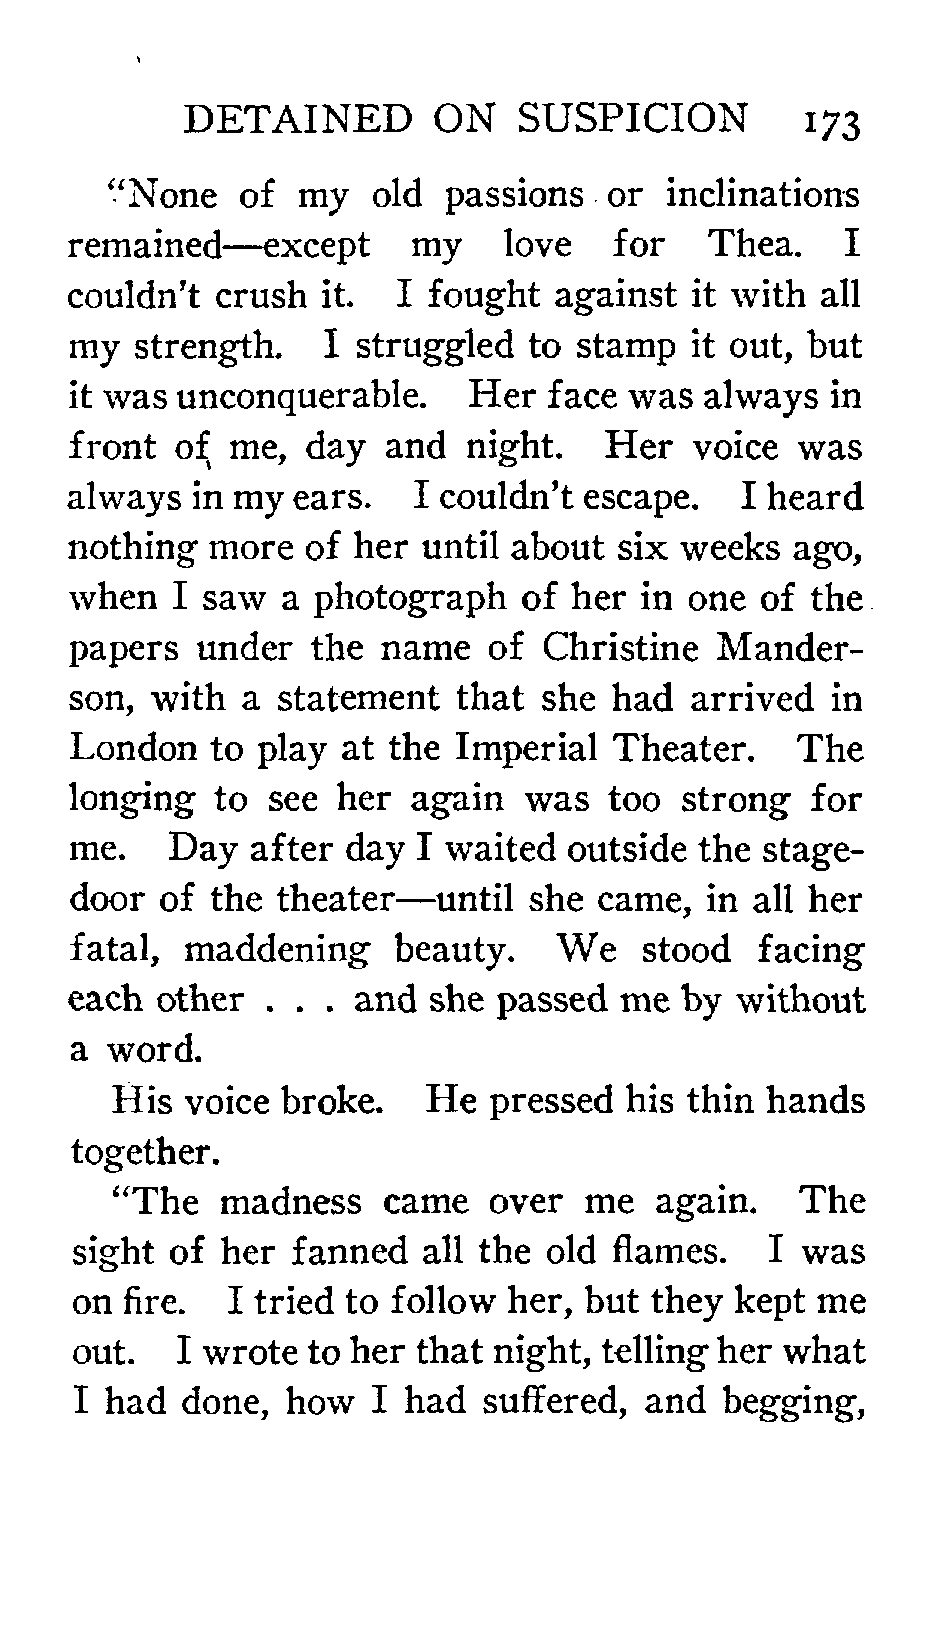 DETAINED ON SUSPICION 173
"None of my old passions or inclinations
remained—except my love for Thea. I
couldn't crush it. I fought against it with all
my strength. I struggled to stamp it out, but
it was unconquerable. Her face was always in
front of me, day and night. Her voice was
always in my ears. I couldn't escape. I heard
nothing more of her until about six weeks ago,
when I saw a photograph of her in one of the
papers under the name of Christine Mander-
son, with a statement that she had arrived in
London to play at the Imperial Theater. The
longing to see her again was too strong for
me. Day after day I waited outside the stage-
door of the theater—until she came, in all her
fatal, maddening beauty. We stood facing
each other . . . and she passed me by without
a word.
His voice broke. He pressed his thin hands
together.
"The madness came over me again. The
sight of her fanned all the old flames. I was
on fire. I tried to follow her, but they kept me
out. I wrote to her that night, telling her what
I had done, how I had suffered, and begging,